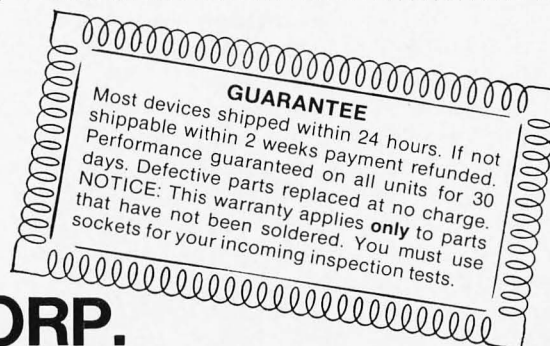 GUARANTEE
Most devices shipped within 24 hours. If not
shippable within 2 weeks payment refunded.
Performance guaranteed on all units for 30
days. Defective parts replaced at no charge.
NOTICE: This warranty applies only to parts
that have not been soldered. You must use
sockets for your incoming inspection tests.
ORP.